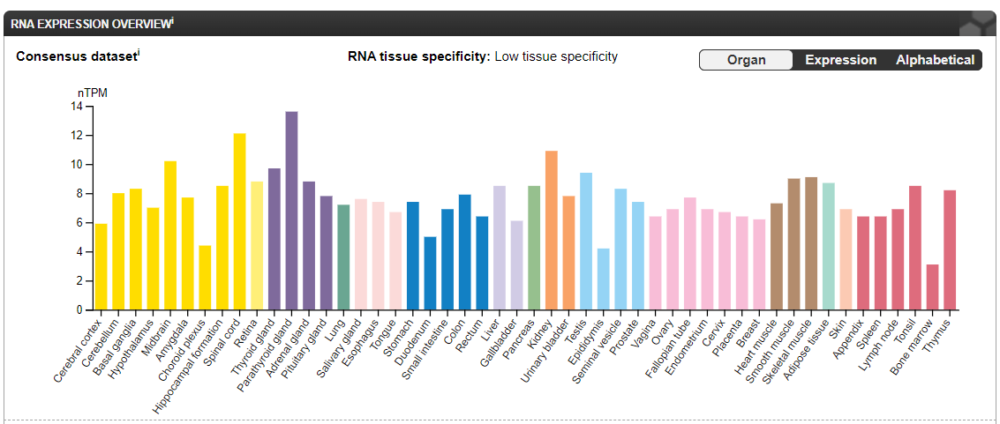 RNA EXPRESSION OVERVIEWi
Consensus dataseti
RNA tissue specificity: Low tissue specificity
Organ Expression Alphabetical
nTPM
14
12
10
8
6
4
2
0
Cerebral cortex
Cerebellum
Basal ganglia
Hypothalamus
Midbrain
Amygdala
Choroid plexus
Hippocampal formation
Spinal cord
Retina
Thyroid gland
Parathyroid gland
Adrenal gland
Pituitary gland
Lung
Salivary gland
Esophagus
Tongue
Stomach
Duodenum
Small intestine
Colon
Rectum
Liver
Gallbladder
Pancreas
Kidney
Urinary bladder
Testis
Epididymis
Seminal vesicle
Prostate
Vagina
Ovary
Fallopian tube
Endometrium
Cervix
Placenta
Breast
Heart muscle
Smooth muscle
Skeletal muscle
Adipose tissue
Skin
Appendix
Spleen
Lymph node
Tonsil
Bone marrow
Thymus